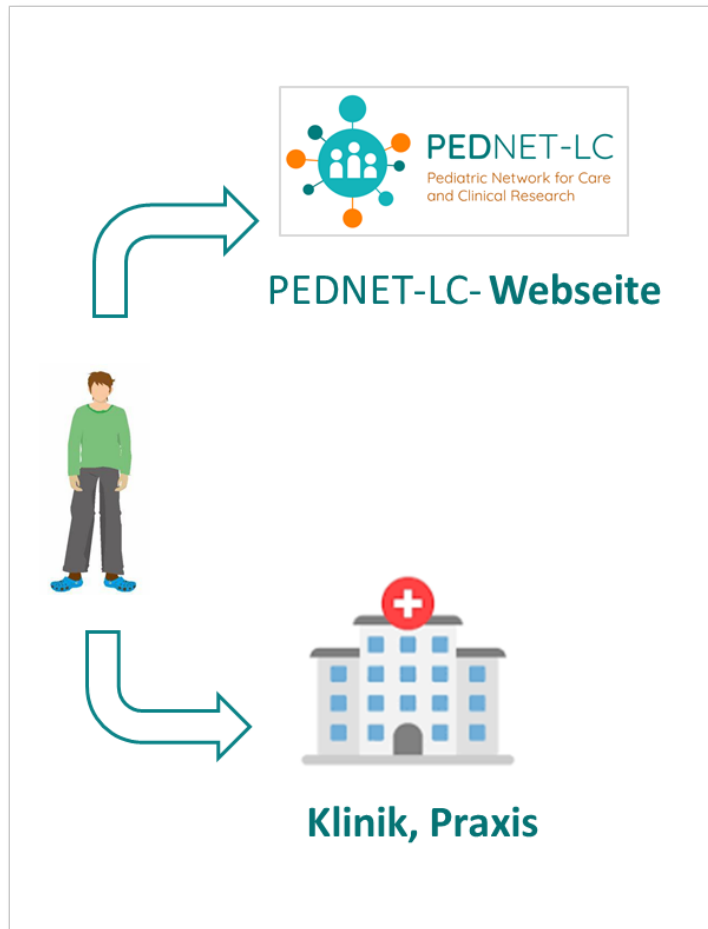 PEDNET-LC
Pediatric Network for Care
and Clinical Research
PEDNET-LC- Webseite
Klinik, Praxis